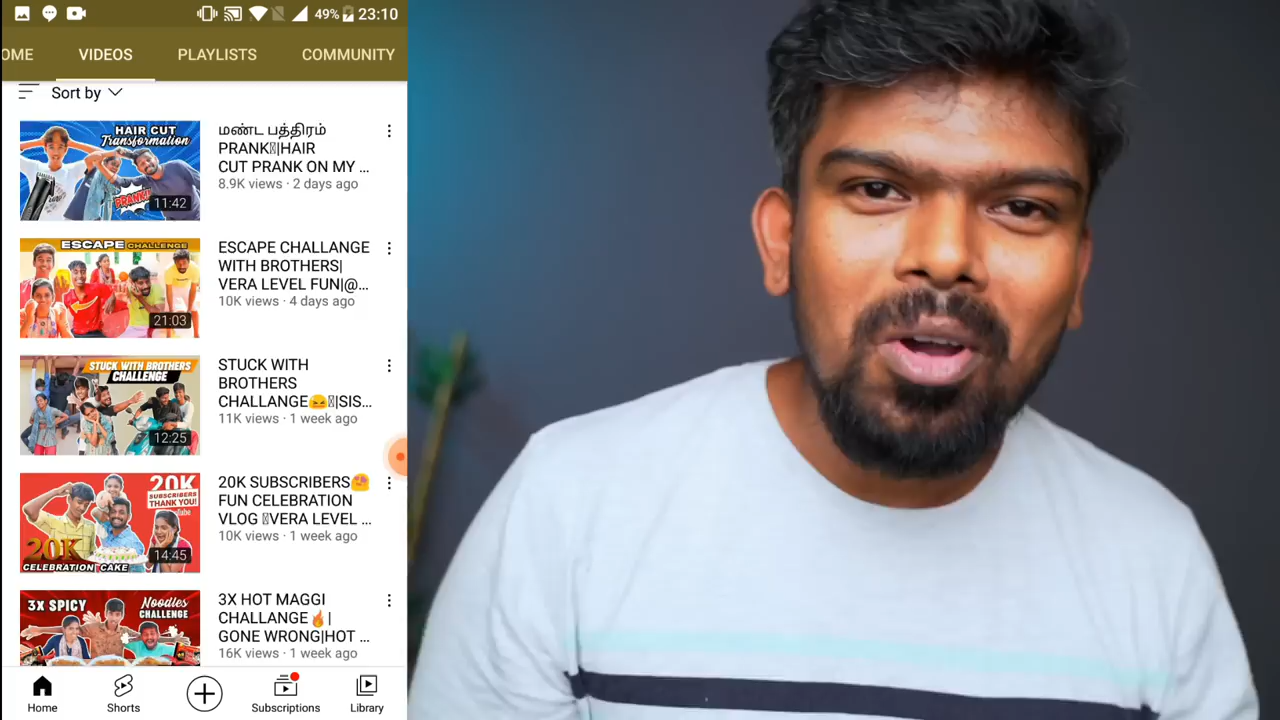 49% 23:10
OME VIDEOS PLAYLISTS COMMUNITY
Sort by
HAIR CUT
Transformation
PRANK!
11:42
மண்ட பத்திரம்
PRANK▯|HAIR
CUT PRANK ON MY ...
8.9K views · 2 days ago
ESCAPE CHALLENGE
21:03
ESCAPE CHALLANGE
WITH BROTHERS|
VERA LEVEL FUN|@...
10K views · 4 days ago
STUCK WITH BROTHERS
CHALLENGE
12:25
STUCK WITH
BROTHERS
CHALLANGE😝▯|SIS...
11K views · 1 week ago
20K
SUBSCRIBERS
THANK YOU!
20K
CELEBRATION CAKE
14:45
20K SUBSCRIBERS🤩
FUN CELEBRATION
VLOG ▯VERA LEVEL ...
10K views · 1 week ago
3X SPICY Noodles
CHALLENGE
3X HOT MAGGI
CHALLANGE🔥|
GONE WRONG|HOT ...
16K views · 1 week ago
Home Shorts Subscriptions Library